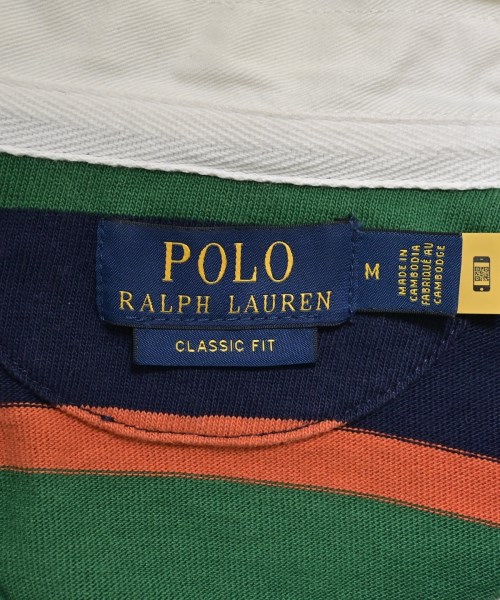 POLO
RALPH LAUREN
CLASSIC FIT
M
MADE IN
CAMBODIA
FABRIQUÉ AU
CAMBODGE